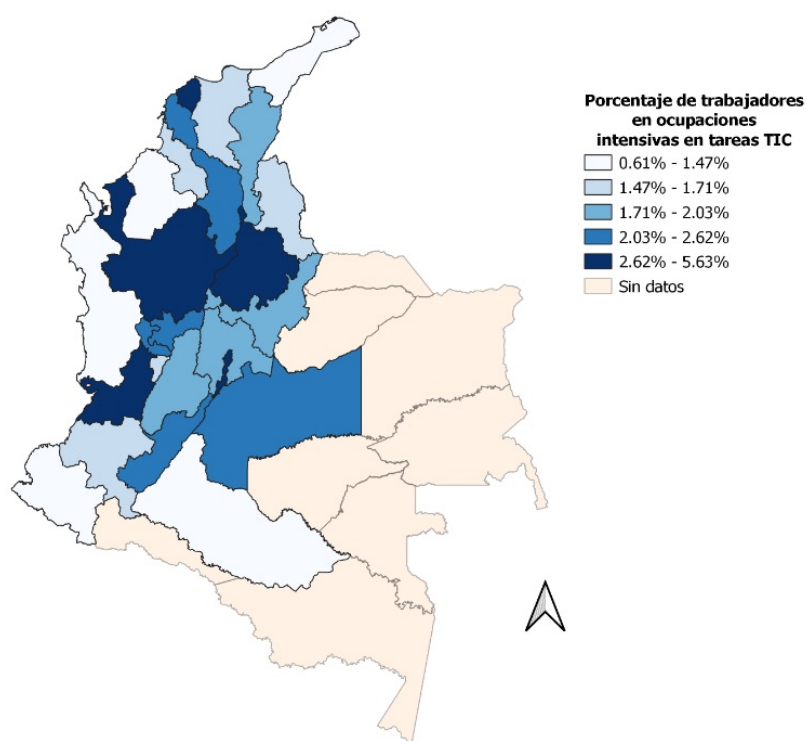 Porcentaje de trabajadores
en ocupaciones
intensivas en tareas TIC
0.61% - 1.47%
1.47% - 1.71%
1.71% - 2.03%
2.03% - 2.62%
2.62% - 5.63%
Sin datos